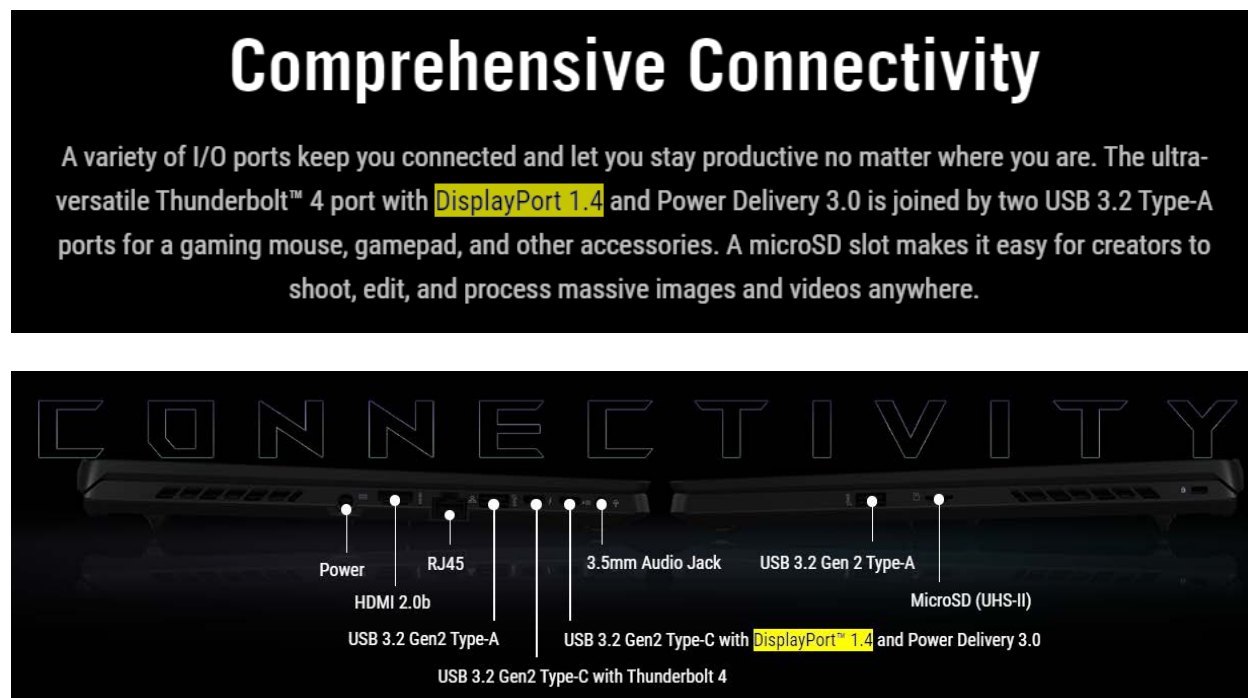 Comprehensive Connectivity
A variety of I/O ports keep you connected and let you stay productive no matter where you are. The ultra-
versatile Thunderbolt™ 4 port with DisplayPort 1.4 and Power Delivery 3.0 is joined by two USB 3.2 Type-A
ports for a gaming mouse, gamepad, and other accessories. A microSD slot makes it easy for creators to
shoot, edit, and process massive images and videos anywhere.
CONNECTIVITY
Power
HDMI 2.0b
RJ45
USB 3.2 Gen2 Type-A
USB 3.2 Gen2 Type-C with Thunderbolt 4
USB 3.2 Gen2 Type-C with DisplayPort™ 1.4 and Power Delivery 3.0
3.5mm Audio Jack
USB 3.2 Gen 2 Type-A
MicroSD (UHS-II)